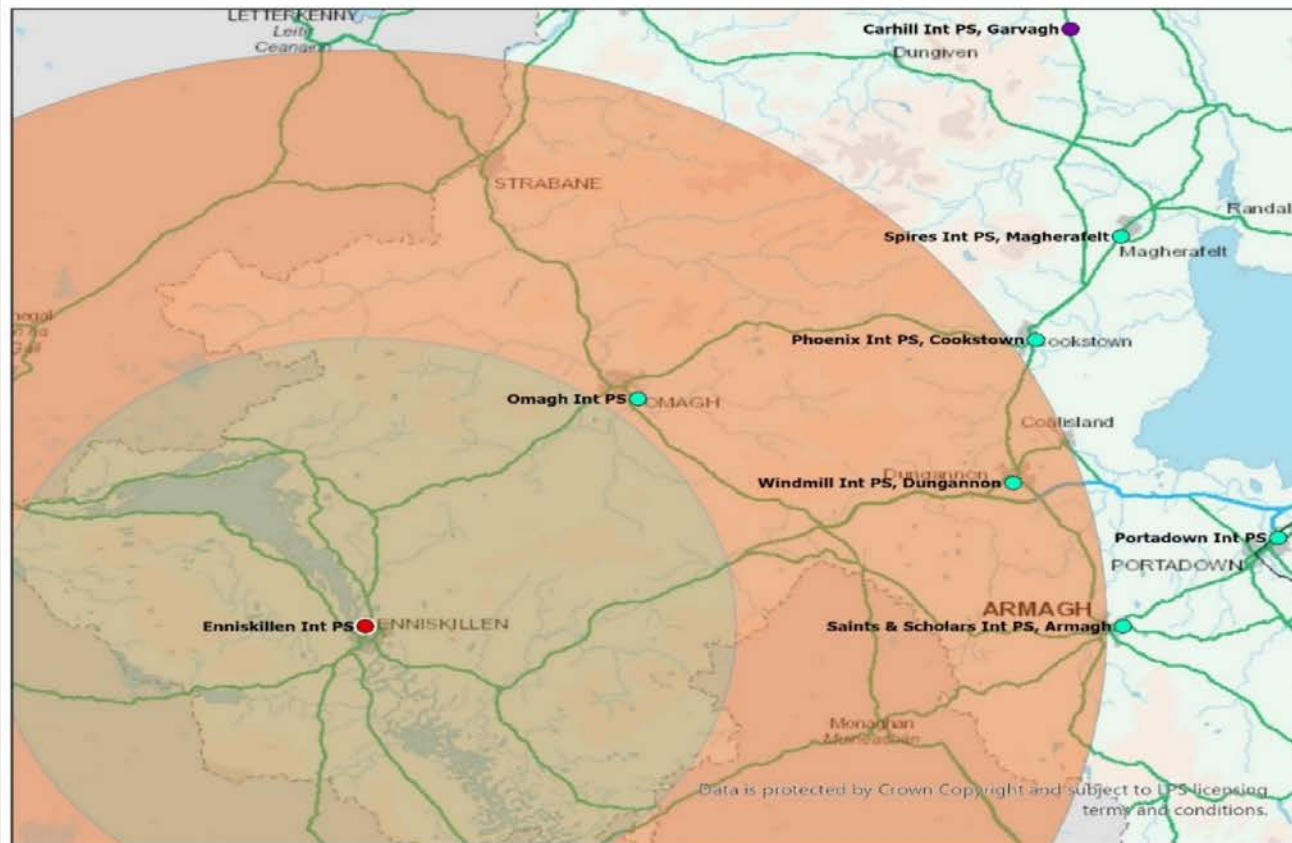 LETTERKENNY
Leitir
Ceanainn
Carhill Int PS, Garvagh
Dungiven
STRABANE
Randal
Spires Int PS, Magherafelt
Magherafelt
Phoenix Int PS, Cookstown
ookstown
Omagh Int PS
OMAGH
Coalisland
Dungannon
Windmill Int PS, Dungannon
Portadown Int PS
PORTADOWN
ARMAGH
Enniskillen Int PS
ENNISKILLEN
Saints & Scholars Int PS, Armagh
Monaghan
Muineachán
Data is protected by Crown Copyright and subject to LPS licensing
terms and conditions.